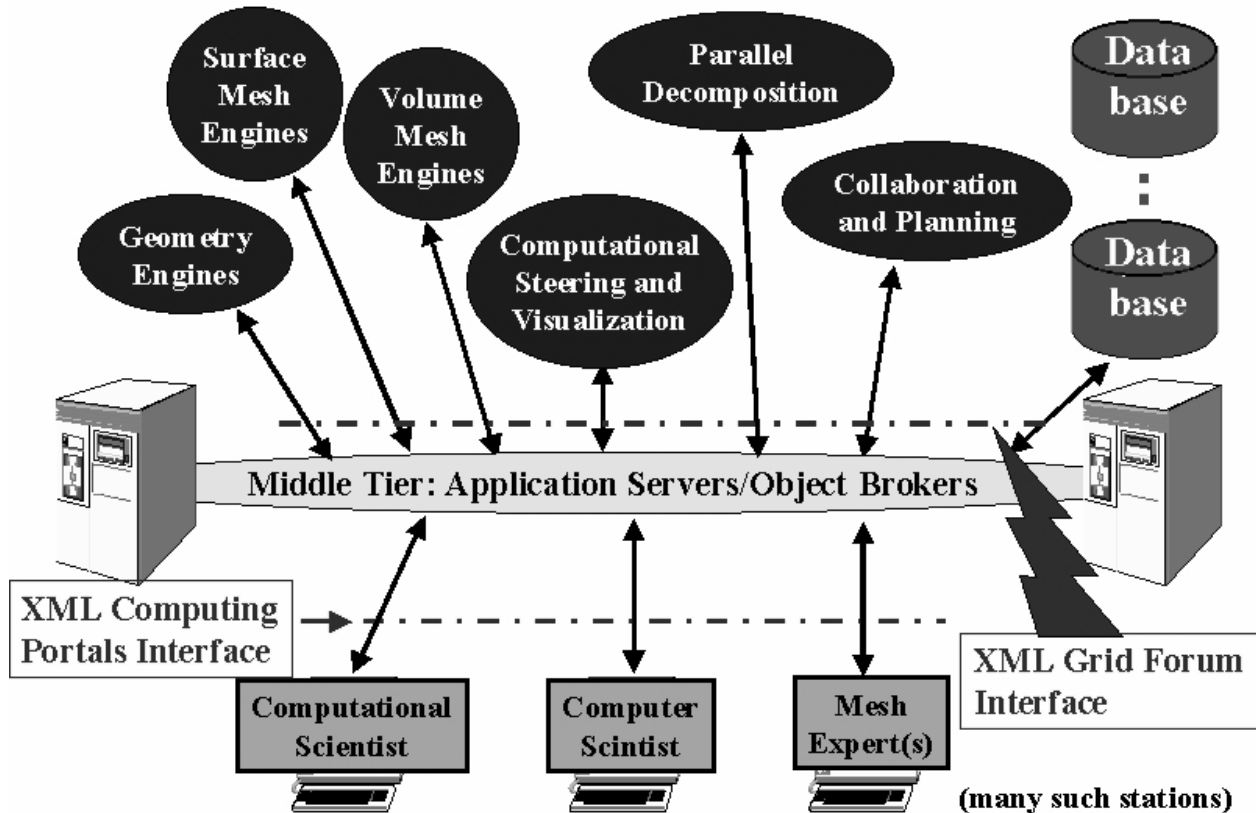 Surface
Mesh
Engines
Volume
Mesh
Engines
Parallel
Decomposition
Data
base
Geometry
Engines
Computational
Steering and
Visualization
Collaboration
and Planning
Data
base
Middle Tier: Application Servers/Object Brokers
XML Computing
Portals Interface
XML Grid Forum
Interface
Computational
Scientist
Computer
Scintist
Mesh
Expert(s)
(many such stations)